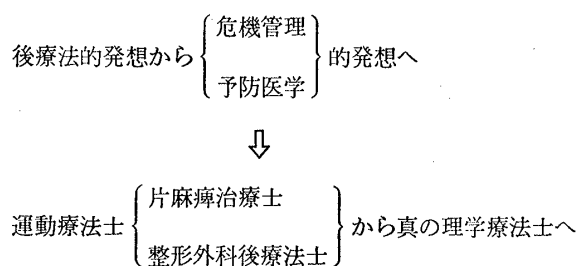 後療法的発想から{危機管理 予防医学}的発想へ
⇩
運動療法士{片麻痺治療士 整形外科後療法士}から真の理学療法士へ